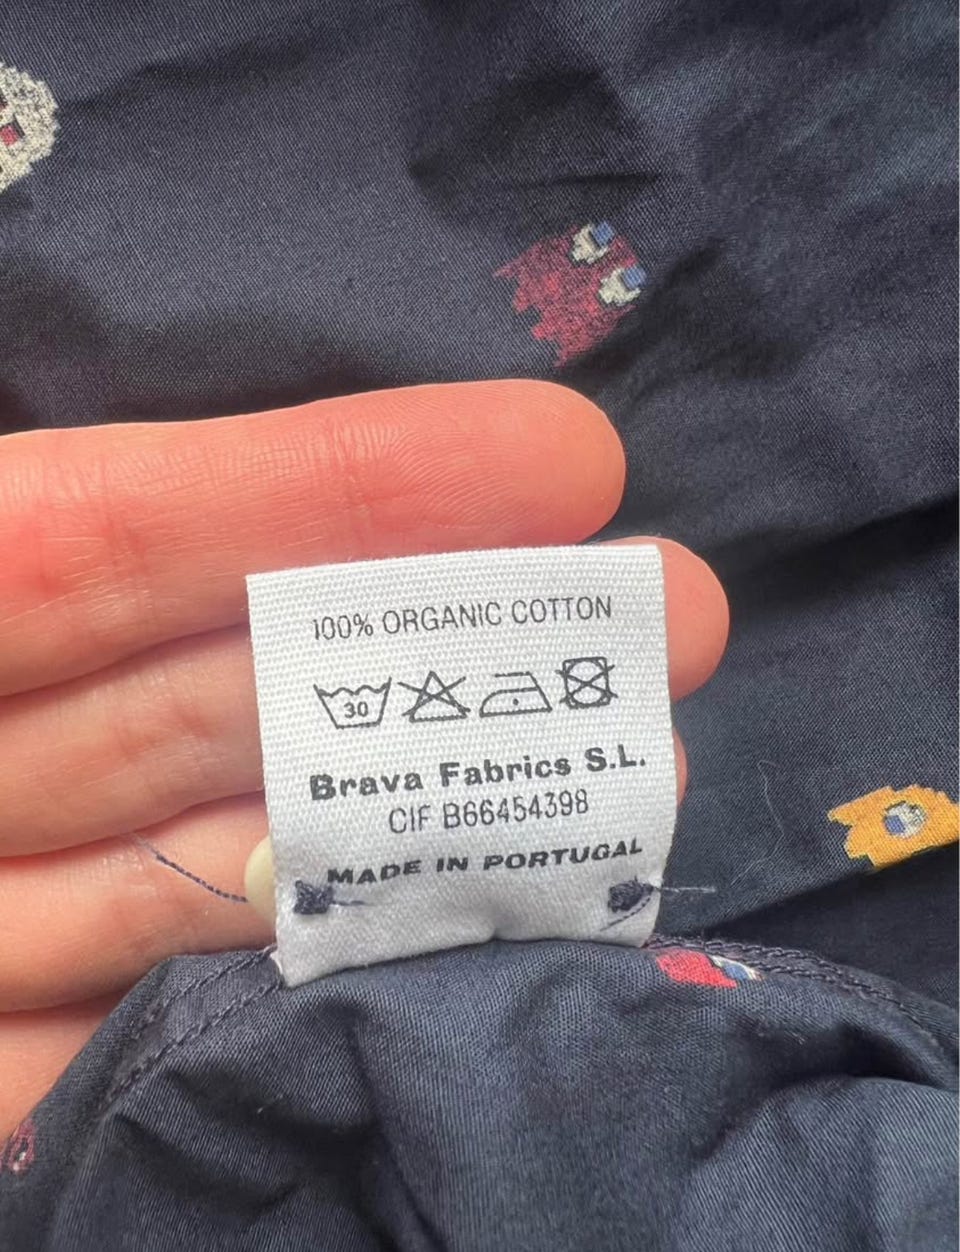 100% ORGANIC COTTON
30
Brava Fabrics S.L.
CIF B66454398
MADE IN PORTUGAL